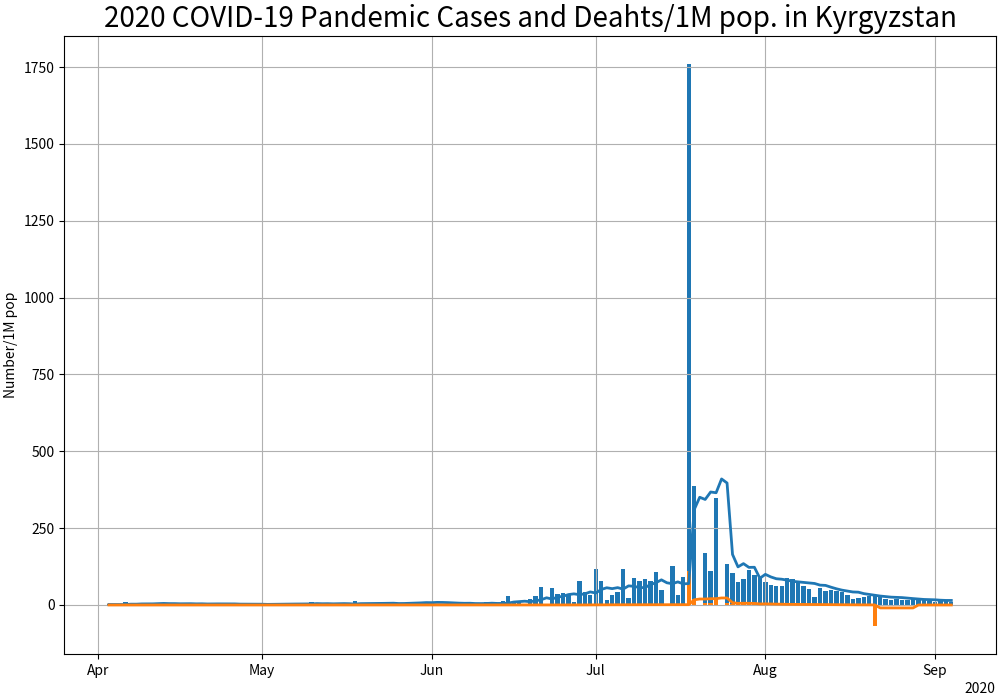 2020 COVID-19 Pandemic Cases and Deahts/1M pop. in Kyrgyzstan
1750
1500
1250
1000
750
500
250
0
Number/1M pop
Apr
May
Jun
Jul
Aug
Sep
2020